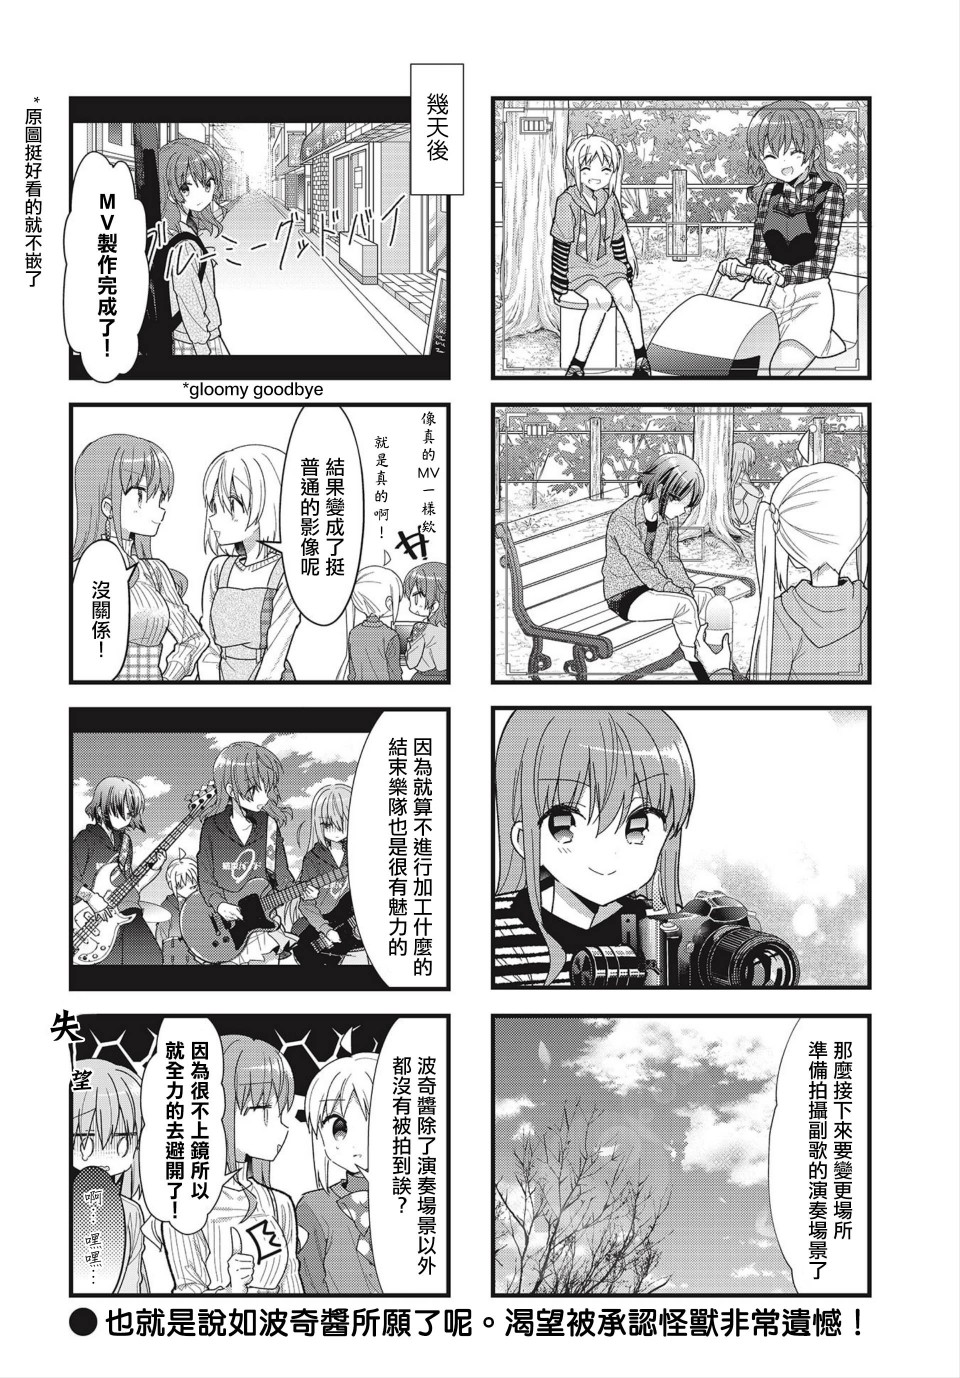 那麼接下來要變更場所
準備拍攝副歌的演奏場景了
幾天後
グルーミーグッドバイ
MV製作完成了！
*原圖挺好看的就不嵌了
*gloomy goodbye
像真的MV一樣欸
就是真的啊！
結果變成了挺
普通的影像呢
沒關係！
因為就算不進行加工什麼的
結束樂隊也是很有魅力的
波奇醬除了演奏場景以外
都沒有被拍到誒？
因為很不上鏡所以
就全力的去避開了！
失望
啊…嘿嘿…
●也就是說如波奇醬所願了呢。渴望被承認怪獸非常遺憾！